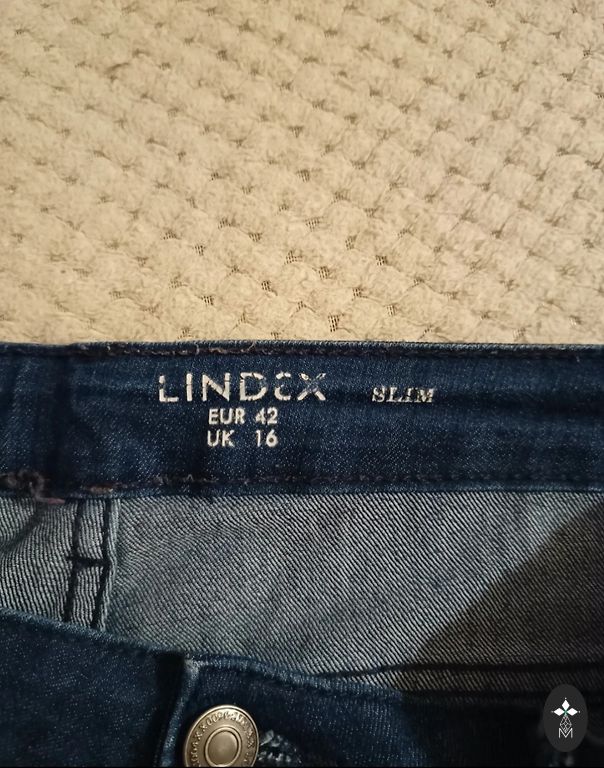 LINDEX SLIM
EUR 42
UK 16